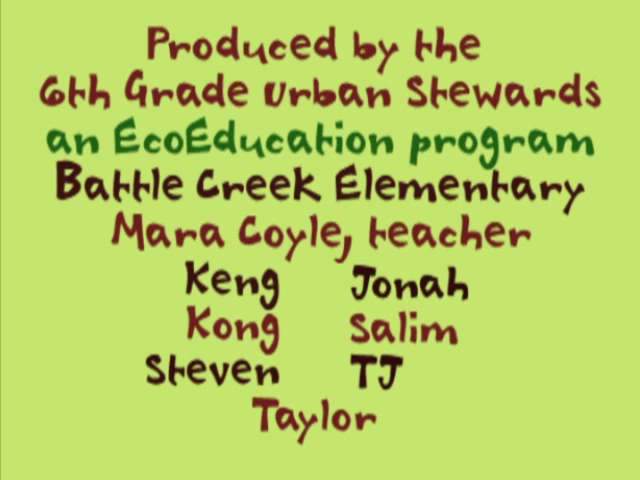 Produced by the
6th Grade Urban Stewards
an EcoEducation program
Battle Creek Elementary
Mara Coyle, teacher
Keng Jonah
Kong Salim
Steven TJ
Taylor